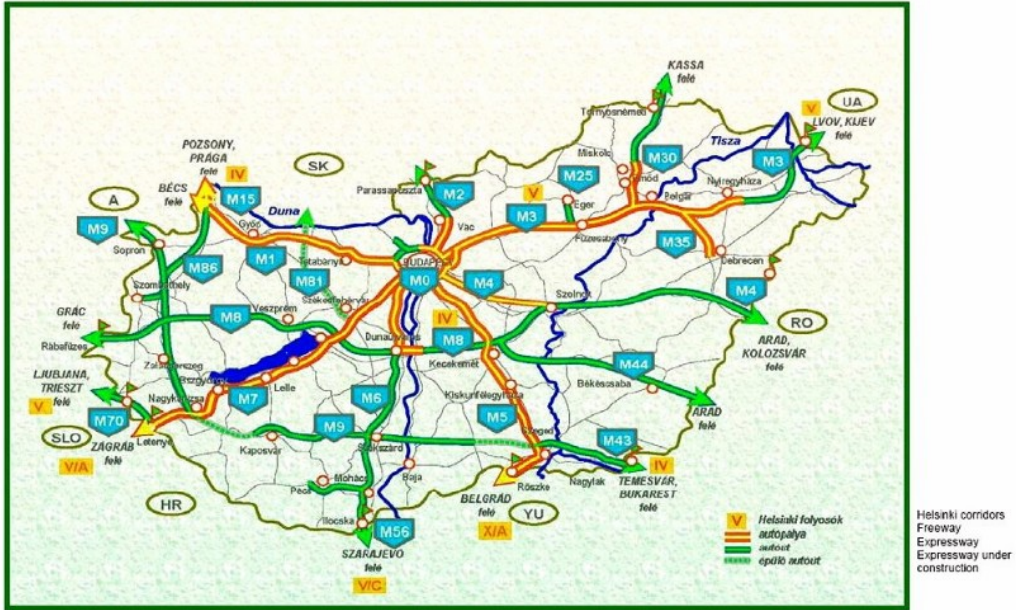 KASSA
felé
Tornyosnémeti
UA
V
LVOV, KIJEV
felé
Tisza
POZSONY,
PRÁGA
felé
IV
SK
Miskolc
M30
M3
M25
BÉCS
felé
M15
Parassapuszta
M2
V
Eger
Polgár
Nyíregyháza
A
Duna
M3
M9
Győr
Vác
Füzesabony
M35
Sopron
M1
Tatabánya
BUDAPEST
Debrecen
M86
M81
M0
M4
M4
Szombathely
Székesfehérvár
Szolnok
GRÁC
felé
Veszprém
IV
RO
M8
Dunaújváros
M8
ARAD,
KOLOZSVÁR
felé
Rábafüzes
Kecskemét
M44
Zalaegerszeg
LJUBJANA,
TRIESZT
felé
M7
Lelle
M6
Békéscsaba
Kiskunfélegyháza
V
Nagykanizsa
M5
ARAD
felé
M70
M9
Szeged
M43
SLO
ZÁGRÁB
felé
Letenye
Kaposvár
Szekszárd
V/A
IV
Baja
Mohács
Pécs
BELGRÁD
felé
Röszke
Nagylak
TEMESVÁR,
BUKAREST
felé
HR
YU
X/A
Ilocska
M56
SZARAJEVO
felé
V/C
V Helsinki folyosók
autópálya
autóút
épülő autóút
Helsinki corridors
Freeway
Expressway
Expressway under
construction